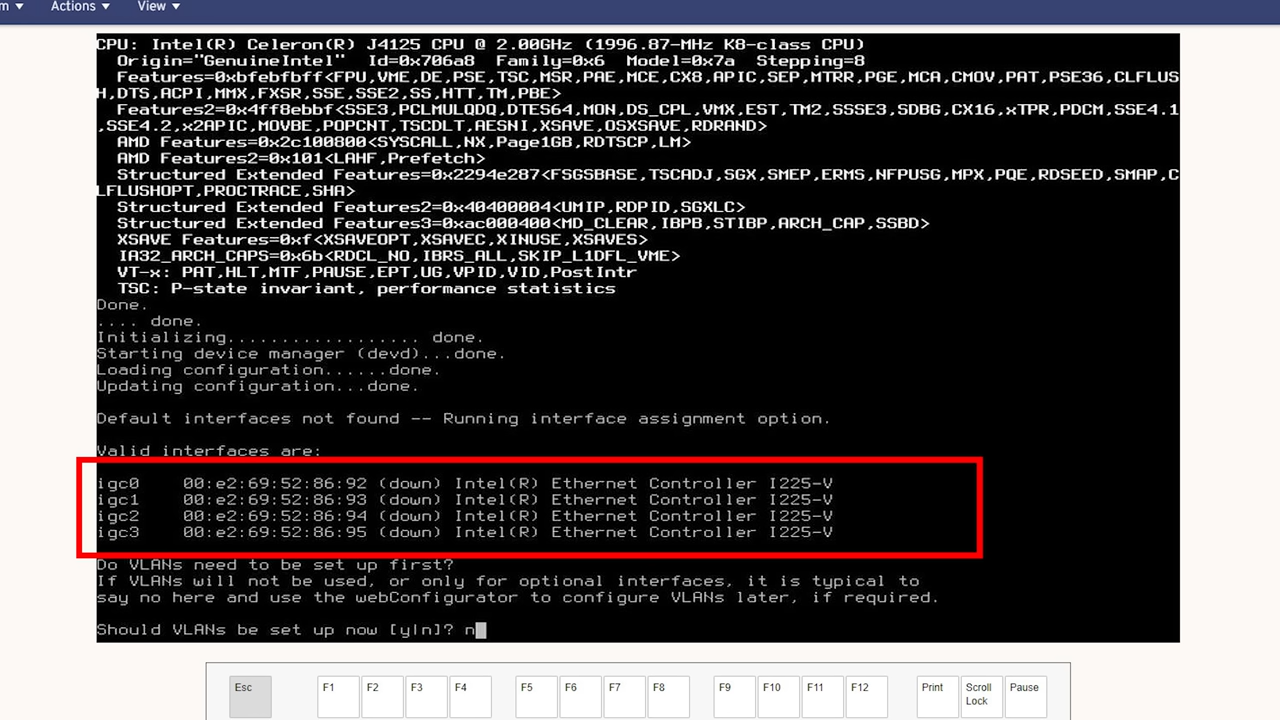 m ▼ Actions ▼ View ▼
CPU: Intel(R) Celeron(R) J4125 CPU @ 2.00GHz (1996.87-MHz K8-class CPU)
Origin="GenuineIntel" Id=0x706a8 Family=0x6 Model=0x7a Stepping=8
Features=0xbfebfbff<FPU,VME,DE,PSE,TSC,MSR,PAE,MCE,CX8,APIC,SEP,MTRR,PGE,MCA,CMOV,PAT,PSE36,CLFLUS
H,DTS,ACPI,MMX,FXSR,SSE,SSE2,SS,HTT,TM,PBE>
Features2=0x4ff8ebbf<SSE3,PCLMULQDQ,DTES64,MON,DS_CPL,VMX,EST,TM2,SSSE3,SDBG,CX16,xTPR,PDCM,SSE4.1
,SSE4.2,x2APIC,MOVBE,POPCNT,TSCDLT,AESNI,XSAVE,OSXSAVE,RDRAND>
AMD Features=0x2c100800<SYSCALL,NX,Page1GB,RDTSCP,LM>
AMD Features2=0x101<LAHF,Prefetch>
Structured Extended Features=0x2294e287<FSGSBASE,TSCADJ,SGX,SMEP,ERMS,NFPUSG,MPX,PQE,RDSEED,SMAP,C
LFLUSHOPT,PROCTRACE,SHA>
Structured Extended Features2=0x40400004<UMIP,RDPID,SGXLC>
Structured Extended Features3=0xac000400<MD_CLEAR,IBPB,STIBP,ARCH_CAP,SSBD>
XSAVE Features=0xf<XSAVEOPT,XSAVEC,XINUSE,XSAVES>
IA32_ARCH_CAPS=0x6b<RDCL_NO,IBRS_ALL,SKIP_L1DFL_VME>
VT-x: PAT,HLT,MTF,PAUSE,EPT,UG,VPID,VID,PostIntr
TSC: P-state invariant, performance statistics
Done.
.... done.
Initializing.................. done.
Starting device manager (devd)...done.
Loading configuration......done.
Updating configuration...done.
Default interfaces not found -- Running interface assignment option.
Valid interfaces are:
igc0 00:e2:69:52:86:92 (down) Intel(R) Ethernet Controller I225-V
igc1 00:e2:69:52:86:93 (down) Intel(R) Ethernet Controller I225-V
igc2 00:e2:69:52:86:94 (down) Intel(R) Ethernet Controller I225-V
igc3 00:e2:69:52:86:95 (down) Intel(R) Ethernet Controller I225-V
Do VLANs need to be set up first?
If VLANs will not be used, or only for optional interfaces, it is typical to
say no here and use the webConfigurator to configure VLANs later, if required.
Should VLANs be set up now [y|n]? n
Esc F1 F2 F3 F4 F5 F6 F7 F8 F9 F10 F11 F12 Print Scroll Pause
Lock